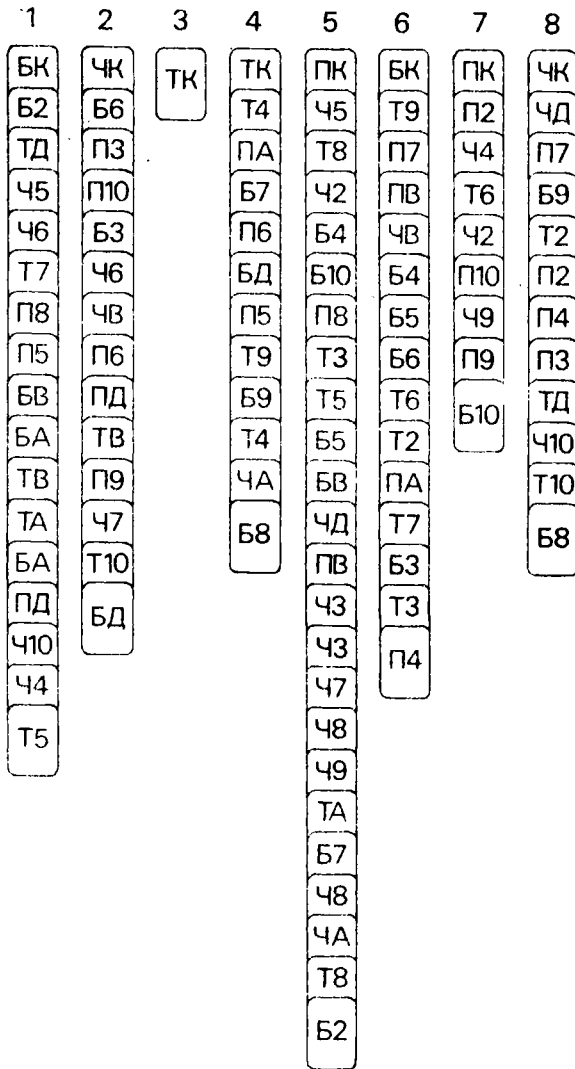 1 2 3 4 5 6 7 8
БК ЧК ТК ТК ПК БК ПК ЧК
Б2 Б6 Т4 Ч5 Т9 П2 ЧД
ТД П3 ПА Т8 П7 Ч4 П7
Ч5 П10 Б7 Ч2 ПВ Т6 Б9
Ч6 Б3 П6 Б4 ЧВ Ч2 Т2
Т7 Ч6 БД Б10 Б4 П10 П2
П8 ЧВ П5 П8 Б5 Ч9 П4
П5 П6 Т9 Т3 Б6 П9 П3
БВ ПД Б9 Т5 Т6 Б10 ТД
БА ТВ Т4 Б5 Т2 Ч10
ТВ П9 ЧА БВ ПА Т10
ТА Ч7 Б8 ЧД Т7 Б8
БА Т10 ПВ Б3
ПД БД Ч3 Т3
Ч10 Ч3 П4
Ч4 Ч7
Т5 Ч8
Ч9
ТА
Б7
Ч8
ЧА
Т8
Б2